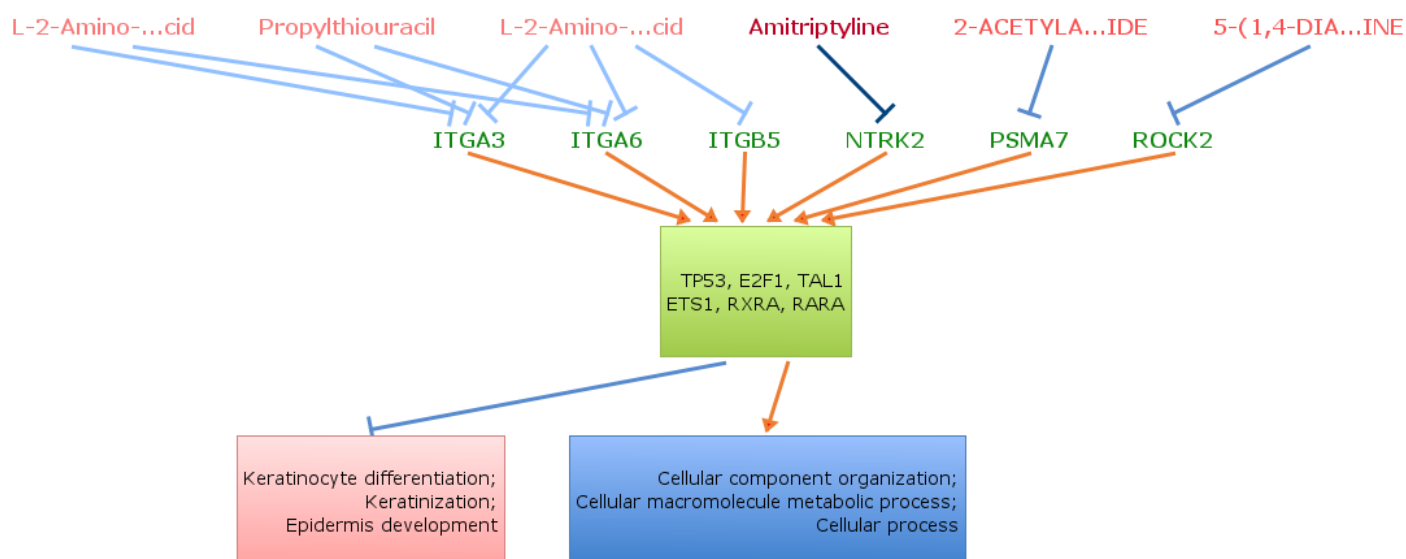 L-2-Amino-...cid Propylthiouracil L-2-Amino-...cid Amitriptyline 2-ACETYLA...IDE 5-(1,4-DIA...INE
ITGA3 ITGA6 ITGB5 NTRK2 PSMA7 ROCK2
TP53, E2F1, TAL1
ETS1, RXRA, RARA
Keratinocyte differentiation;
Keratinization;
Epidermis development
Cellular component organization;
Cellular macromolecule metabolic process;
Cellular process